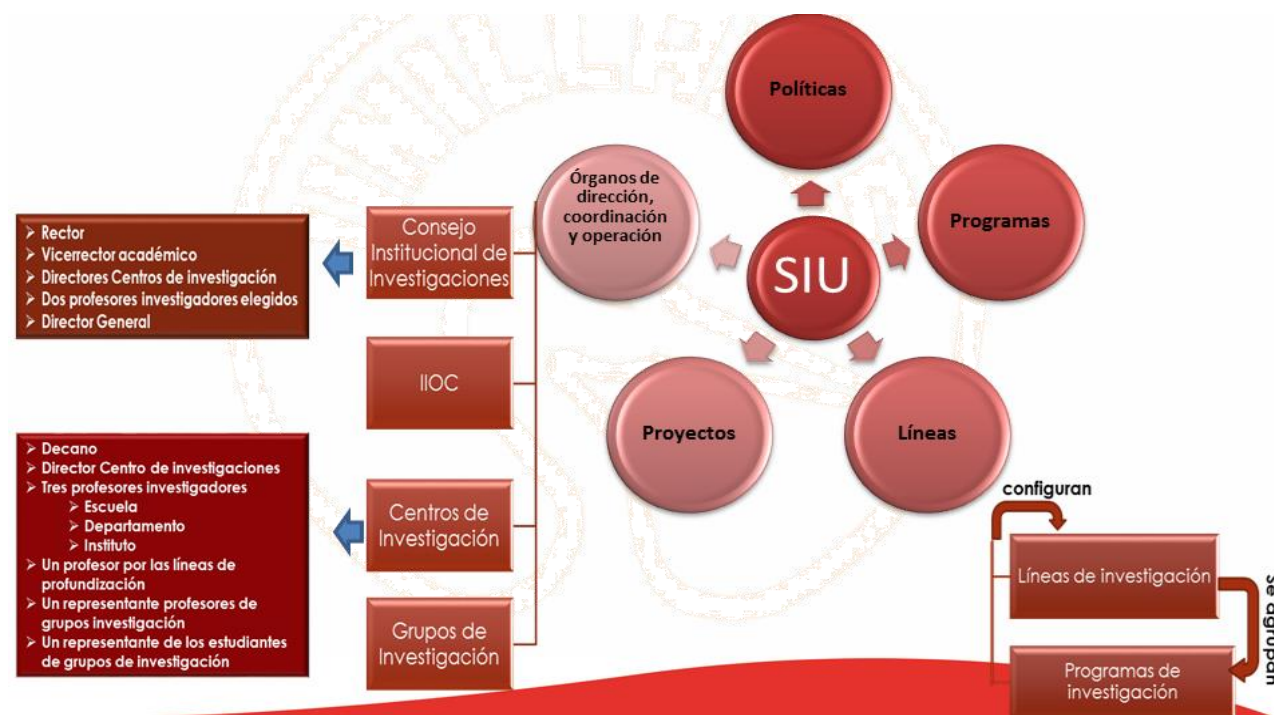 Políticas
Órganos de
dirección,
coordinación
y operación
Programas
SIU
Proyectos
Líneas
Consejo
Institucional de
Investigaciones
➢ Rector
➢ Vicerrector académico
➢ Directores Centros de investigación
➢ Dos profesores investigadores elegidos
➢ Director General
IIOC
Centros de
Investigación
➢ Decano
➢ Director Centro de investigaciones
➢ Tres profesores investigadores
➢ Escuela
➢ Departamento
➢ Instituto
➢ Un profesor por las líneas de
profundización
➢ Un representante profesores de
grupos investigación
➢ Un representante de los estudiantes
de grupos de investigación
Grupos de
Investigación
configuran
Líneas de investigación
se agrupan
Programas de
investigación